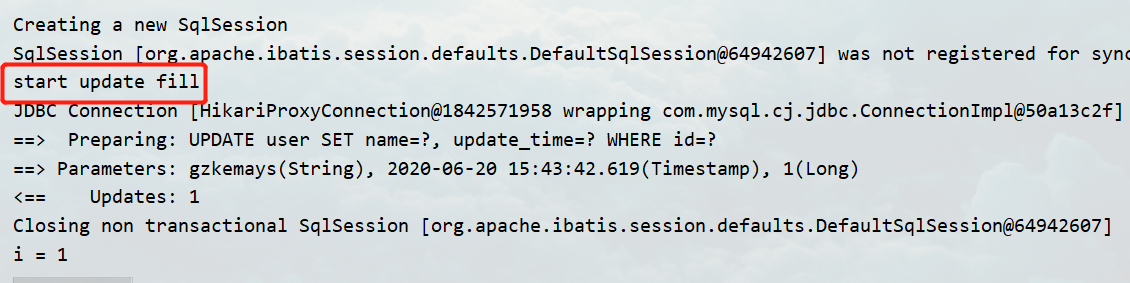 Creating a new SqlSession
SqlSession [org.apache.ibatis.session.defaults.DefaultSqlSession@64942607] was not registered for sync
start update fill
JDBC Connection [HikariProxyConnection@1842571958 wrapping com.mysql.cj.jdbc.ConnectionImpl@50a13c2f]
==>  Preparing: UPDATE user SET name=?, update_time=? WHERE id=?
==> Parameters: gzkemays(String), 2020-06-20 15:43:42.619(Timestamp), 1(Long)
<==    Updates: 1
Closing non transactional SqlSession [org.apache.ibatis.session.defaults.DefaultSqlSession@64942607]
i = 1